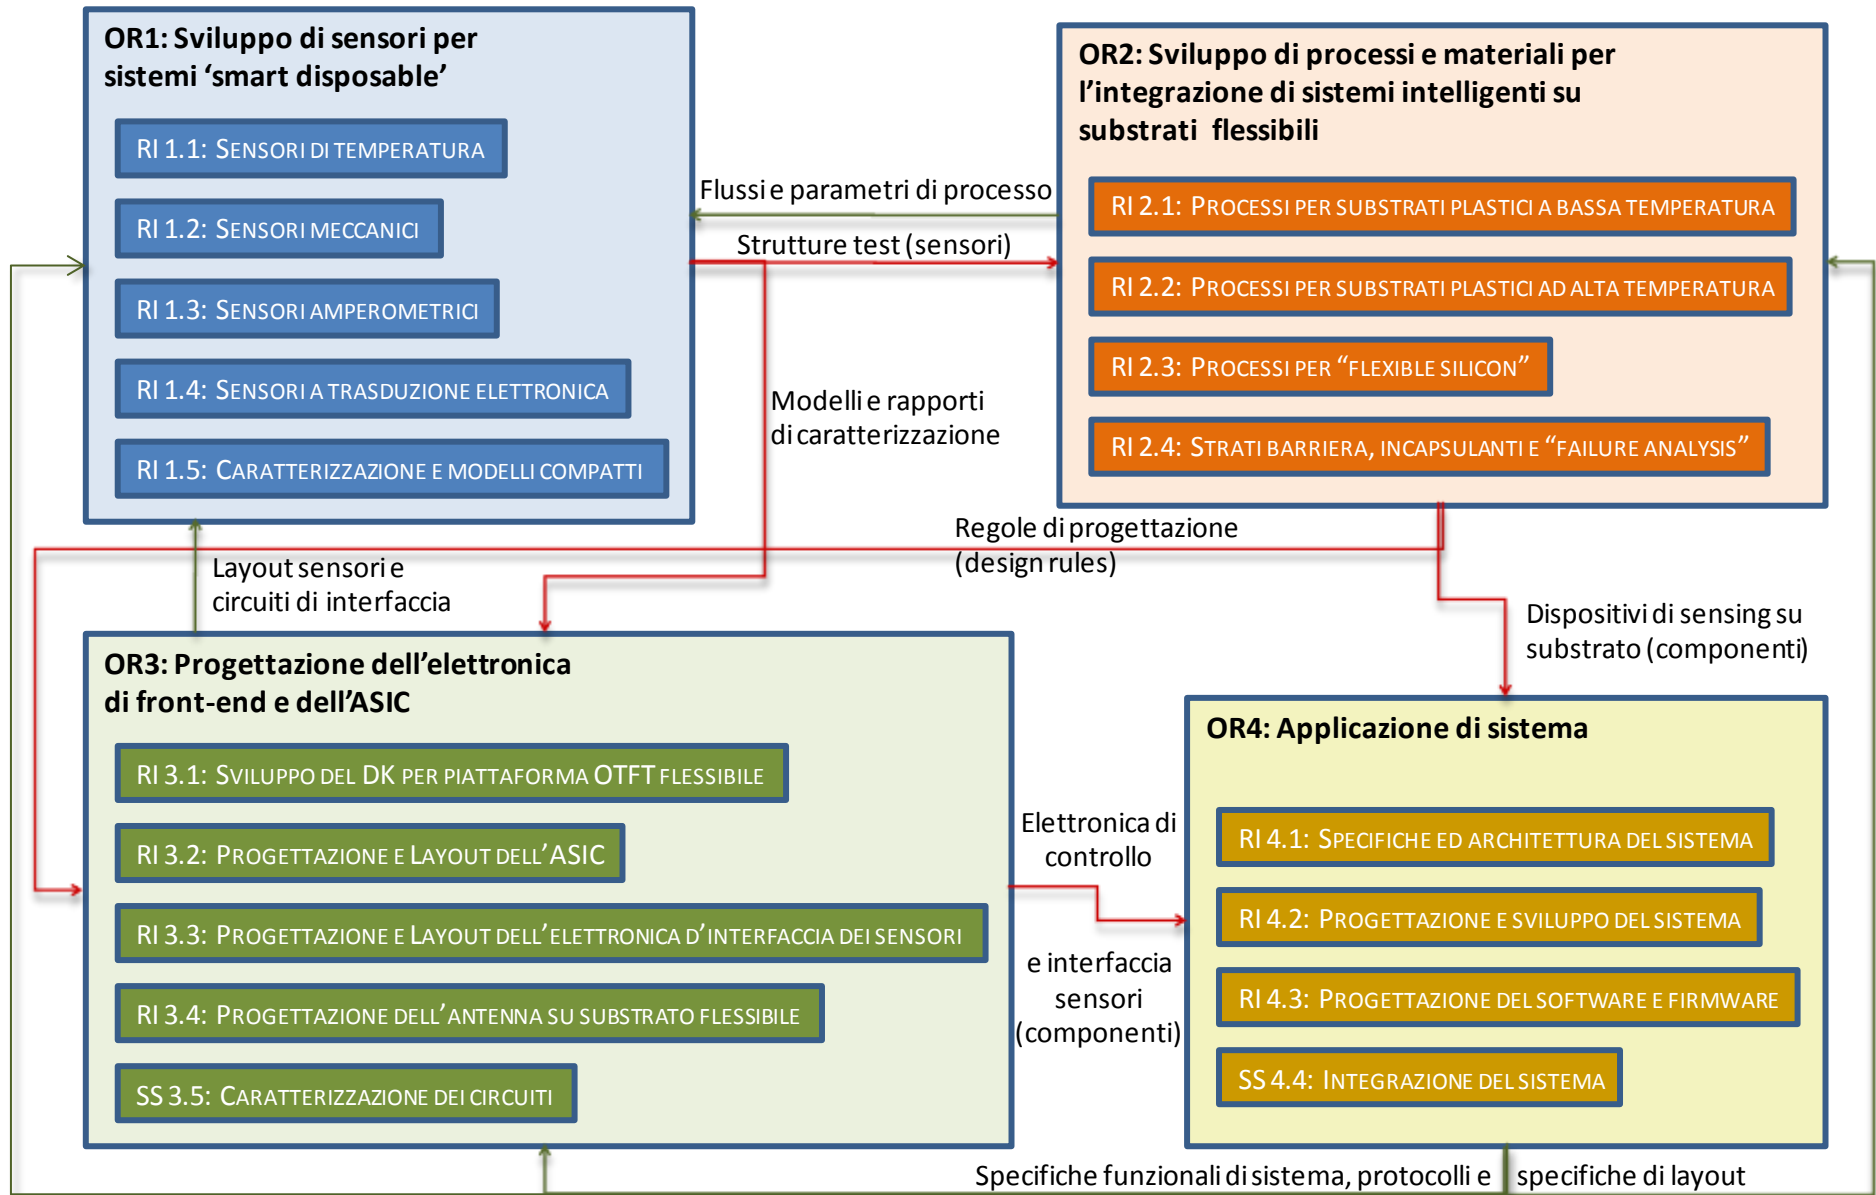 OR1: Sviluppo di sensori per
sistemi ‘smart disposable’
RI 1.1: Sensori di temperatura
RI 1.2: Sensori meccanici
RI 1.3: Sensori amperometrici
RI 1.4: Sensori a trasduzione elettronica
RI 1.5: Caratterizzazione e modelli compatti
OR2: Sviluppo di processi e materiali per
l’integrazione di sistemi intelligenti su
substrati flessibili
RI 2.1: Processi per substrati plastici a bassa temperatura
RI 2.2: Processi per substrati plastici ad alta temperatura
RI 2.3: Processi per “flexible silicon”
RI 2.4: Strati barriera, incapsulanti e “failure analysis”
Flussi e parametri di processo
Strutture test (sensori)
Modelli e rapporti
di caratterizzazione
Regole di progettazione
(design rules)
Layout sensori e
circuiti di interfaccia
Dispositivi di sensing su
substrato (componenti)
OR3: Progettazione dell’elettronica
di front-end e dell’ASIC
RI 3.1: Sviluppo del DK per piattaforma OTFT flessibile
RI 3.2: Progettazione e Layout dell’ASIC
RI 3.3: Progettazione e Layout dell’elettronica d’interfaccia dei sensori
RI 3.4: Progettazione dell’antenna su substrato flessibile
SS 3.5: Caratterizzazione dei circuiti
Elettronica di
controllo
e interfaccia
sensori
(componenti)
OR4: Applicazione di sistema
RI 4.1: Specifiche ed architettura del sistema
RI 4.2: Progettazione e sviluppo del sistema
RI 4.3: Progettazione del software e firmware
SS 4.4: Integrazione del sistema
Specifiche funzionali di sistema, protocolli e specifiche di layout